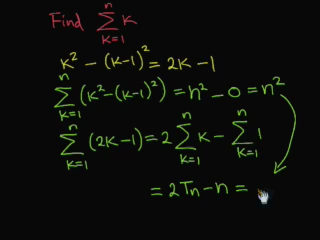 Find ∑_{k=1}^{n} k
k² - (k-1)² = 2k - 1
∑_{k=1}^{n} (k² - (k-1)²) = n² - 0 = n²
∑_{k=1}^{n} (2k-1) = 2 ∑_{k=1}^{n} k - ∑_{k=1}^{n} 1
= 2Tn - n =